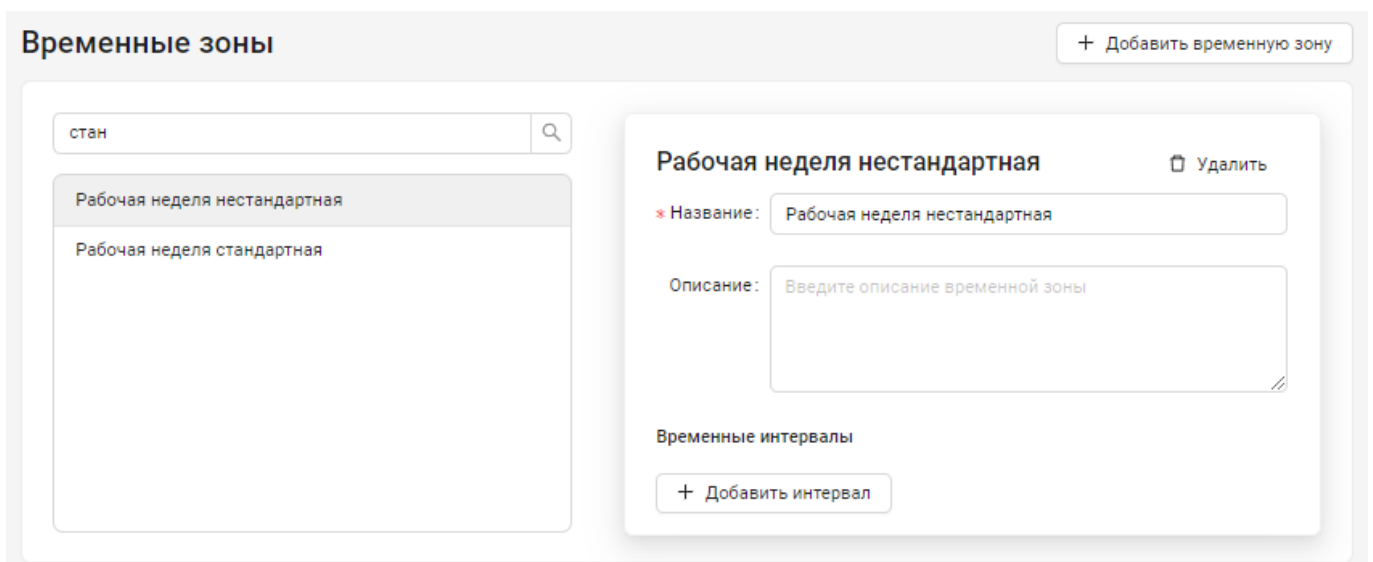 Временные зоны
+ Добавить временную зону
стан
Рабочая неделя нестандартная
Рабочая неделя стандартная
Рабочая неделя нестандартная
Удалить
* Название: Рабочая неделя нестандартная
Описание: Введите описание временной зоны
Временные интервалы
+ Добавить интервал